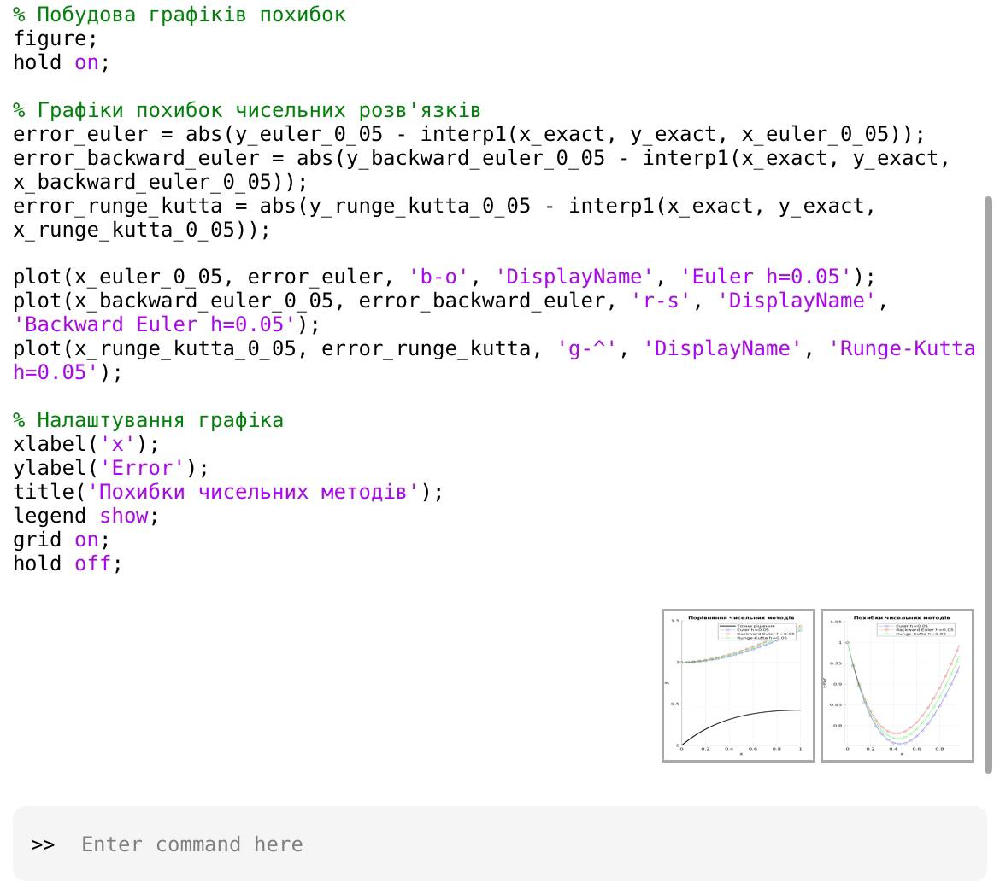 % Побудова графіків похибок
figure;
hold on;
% Графіки похибок чисельних розв'язків
error_euler = abs(y_euler_0_05 - interp1(x_exact, y_exact, x_euler_0_05));
error_backward_euler = abs(y_backward_euler_0_05 - interp1(x_exact, y_exact,
x_backward_euler_0_05));
error_runge_kutta = abs(y_runge_kutta_0_05 - interp1(x_exact, y_exact,
x_runge_kutta_0_05));
plot(x_euler_0_05, error_euler, 'b-o', 'DisplayName', 'Euler h=0.05');
plot(x_backward_euler_0_05, error_backward_euler, 'r-s', 'DisplayName',
'Backward Euler h=0.05');
plot(x_runge_kutta_0_05, error_runge_kutta, 'g-^', 'DisplayName', 'Runge-Kutta
h=0.05');
% Налаштування графіка
xlabel('x');
ylabel('Error');
title('Похибки чисельних методів');
legend show;
grid on;
hold off;
Порівняння чисельних методів
Точне рішення
Euler h=0.05
Backward Euler h=0.05
Runge-Kutta h=0.05
1.5
1
0.5
0
y
0 0.2 0.4 0.6 0.8 1
x
Похибки чисельних методів
Euler h=0.05
Backward Euler h=0.05
Runge-Kutta h=0.05
1.05
1
0.95
0.9
0.85
0.8
Error
0 0.2 0.4 0.6 0.8
x
>> Enter command here